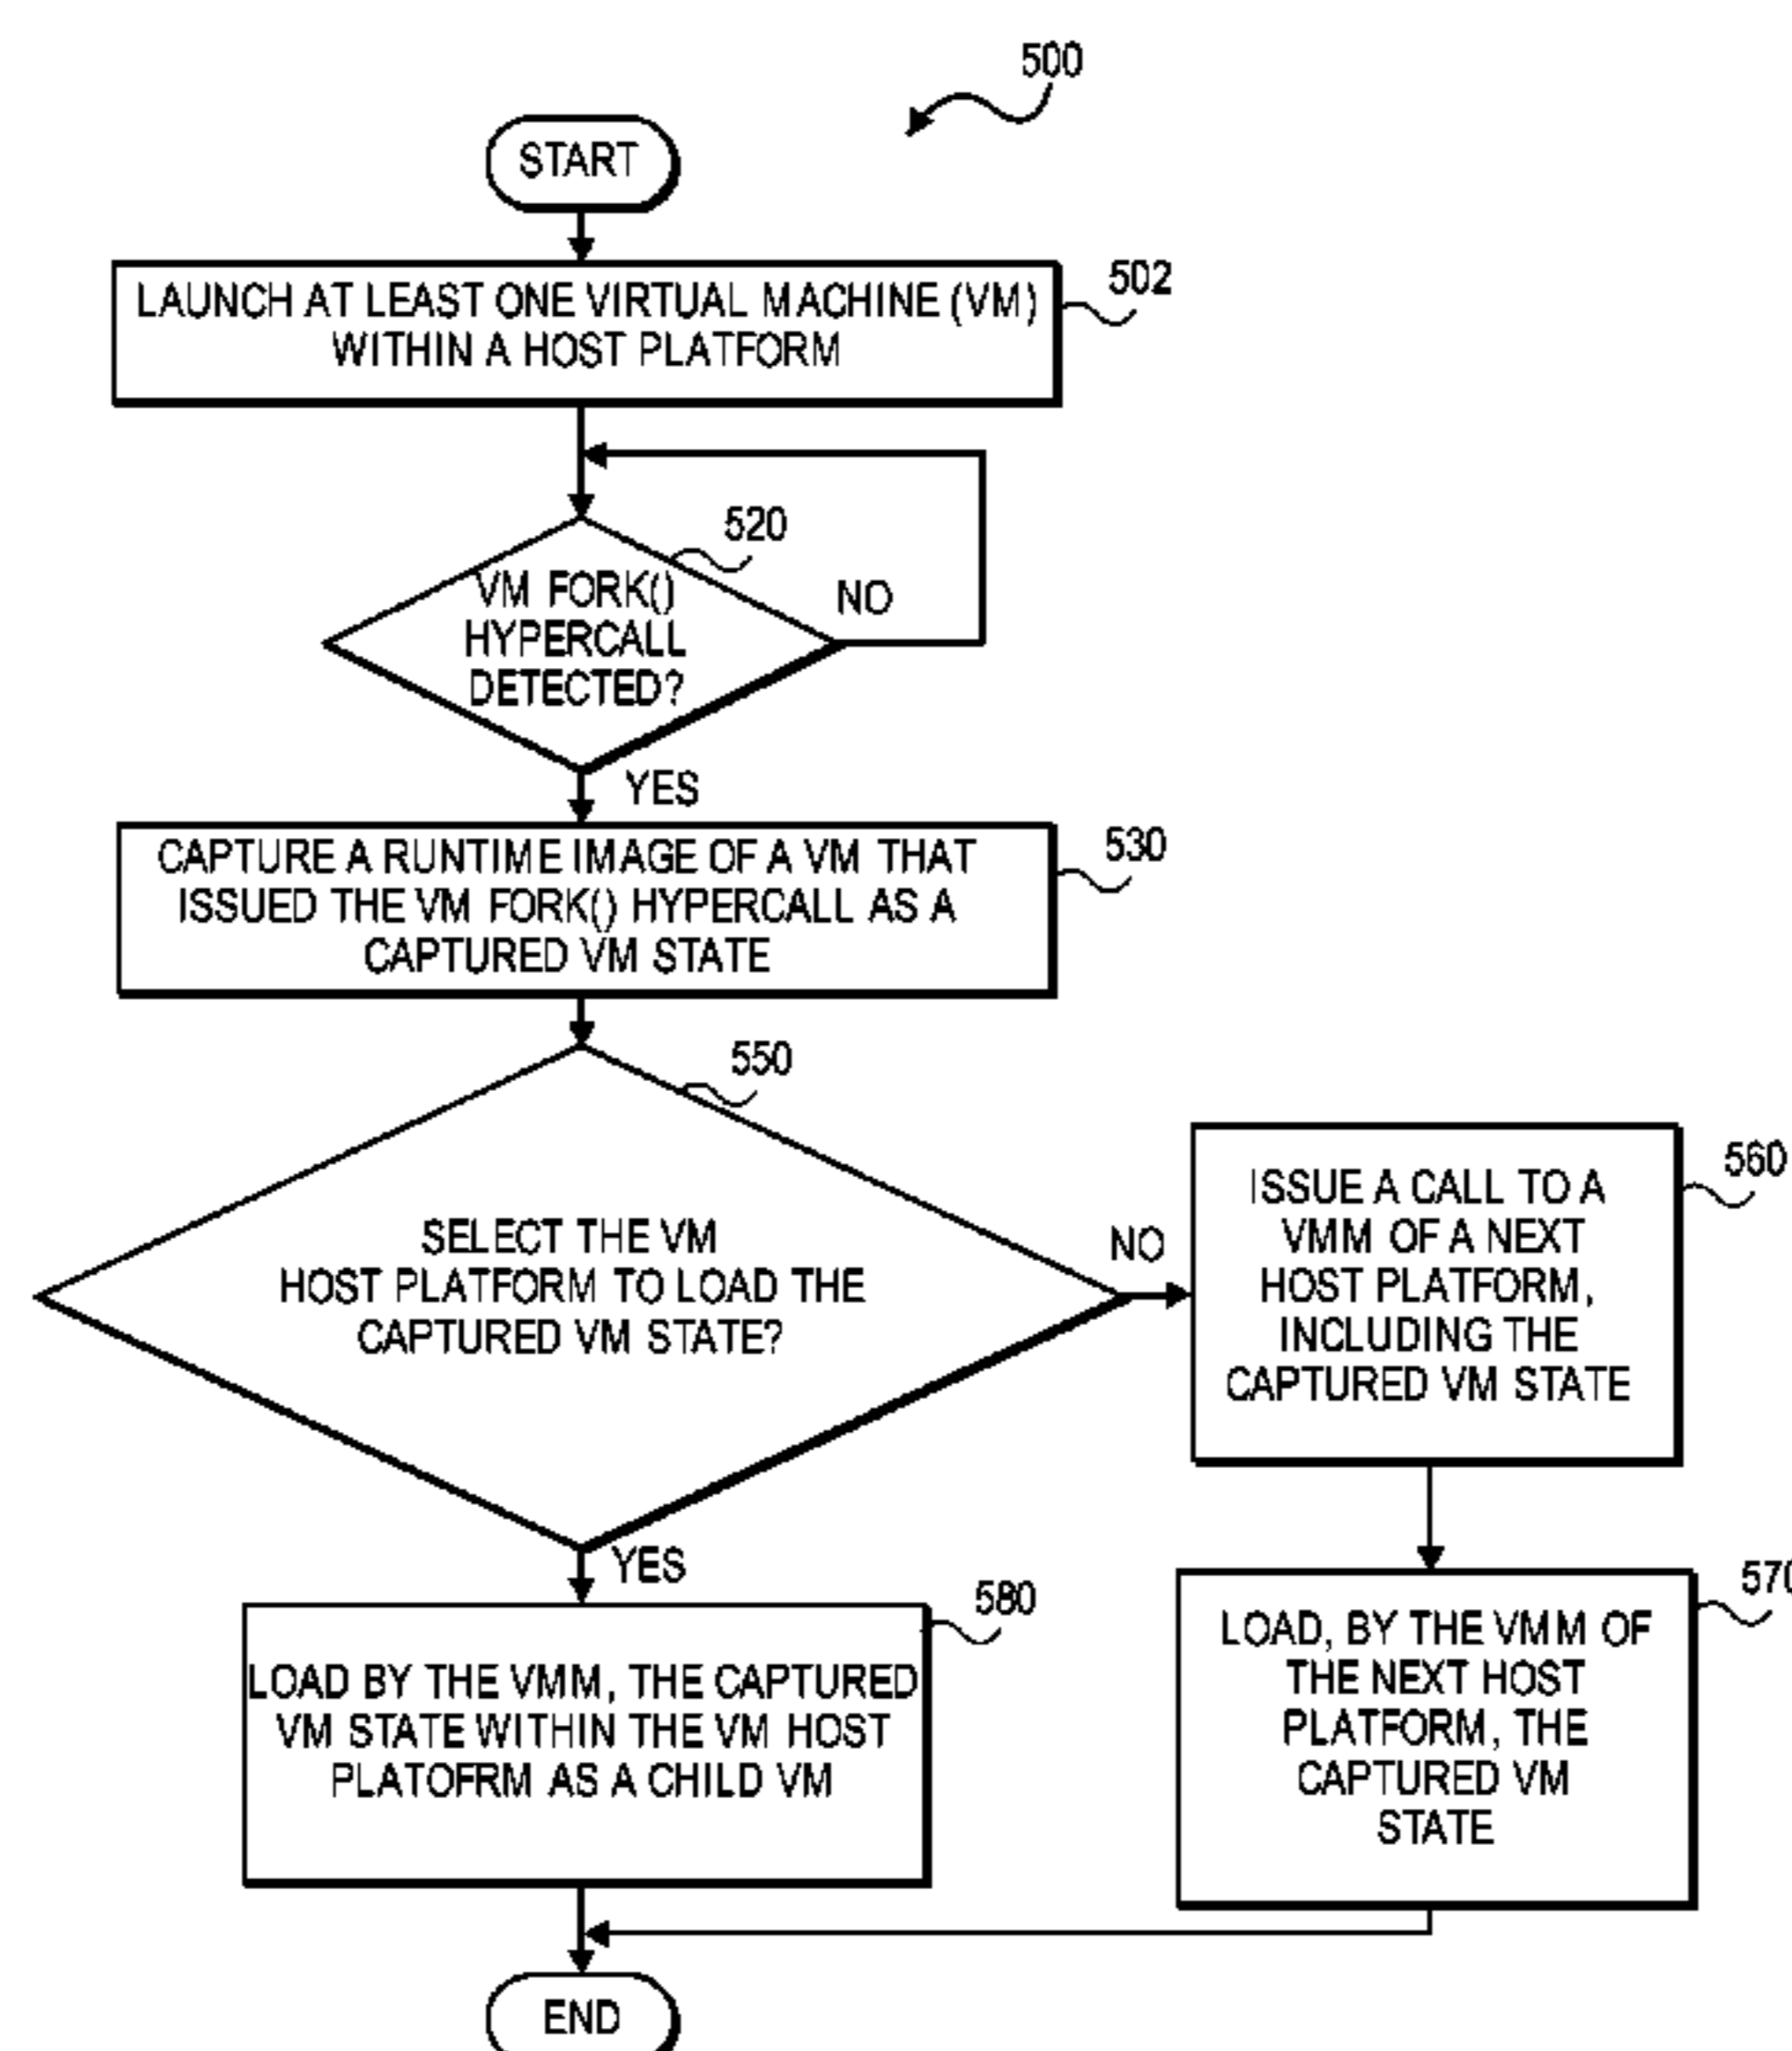 500
START
LAUNCH AT LEAST ONE VIRTUAL MACHINE (VM)
WITHIN A HOST PLATFORM
502
520
VM FORK()
HYPERCALL
DETECTED?
NO
YES
CAPTURE A RUNTIME IMAGE OF A VM THAT
ISSUED THE VM FORK() HYPERCALL AS A
CAPTURED VM STATE
530
550
SELECT THE VM
HOST PLATFORM TO LOAD THE
CAPTURED VM STATE?
NO
YES
ISSUE A CALL TO A
VMM OF A NEXT
HOST PLATFORM,
INCLUDING THE
CAPTURED VM STATE
560
LOAD, BY THE VMM OF
THE NEXT HOST
PLATFORM, THE
CAPTURED VM
STATE
570
580
LOAD BY THE VMM, THE CAPTURED
VM STATE WITHIN THE VM HOST
PLATOFRM AS A CHILD VM
END